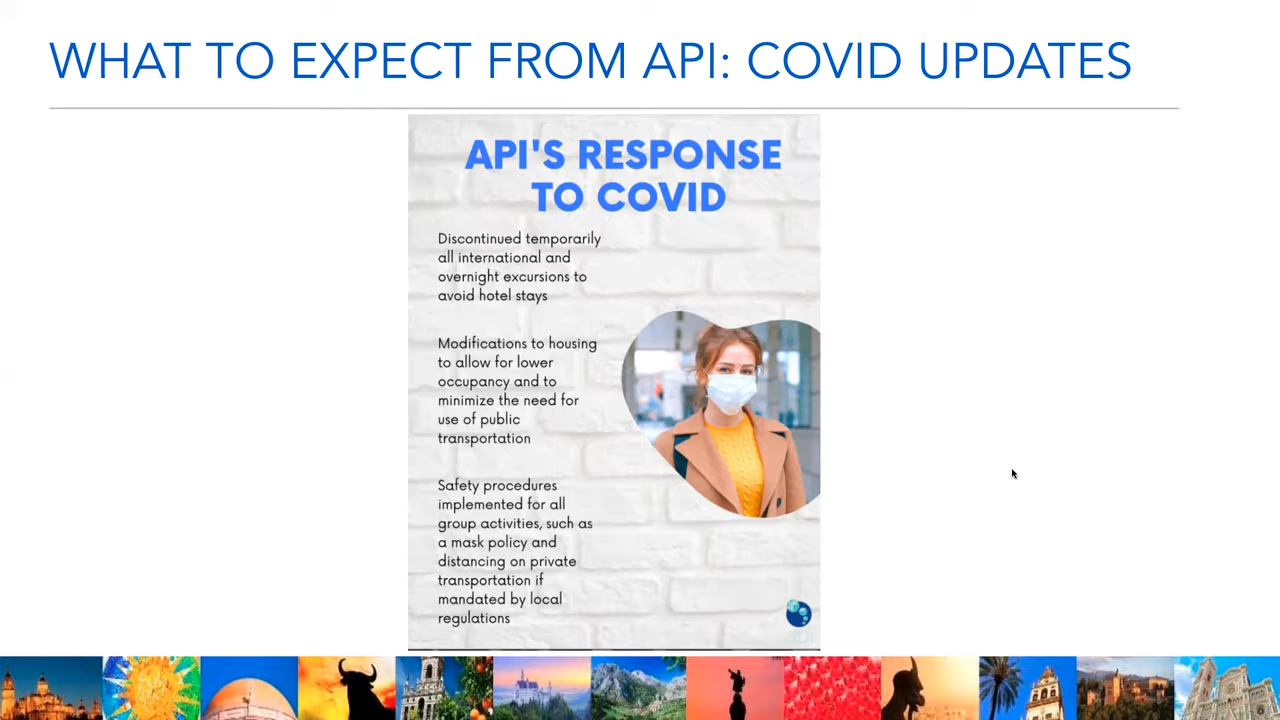 WHAT TO EXPECT FROM API: COVID UPDATES
API'S RESPONSE
TO COVID
Discontinued temporarily
all international and
overnight excursions to
avoid hotel stays
Modifications to housing
to allow for lower
occupancy and to
minimize the need for
use of public
transportation
Safety procedures
implemented for all
group activities, such as
a mask policy and
distancing on private
transportation if
mandated by local
regulations